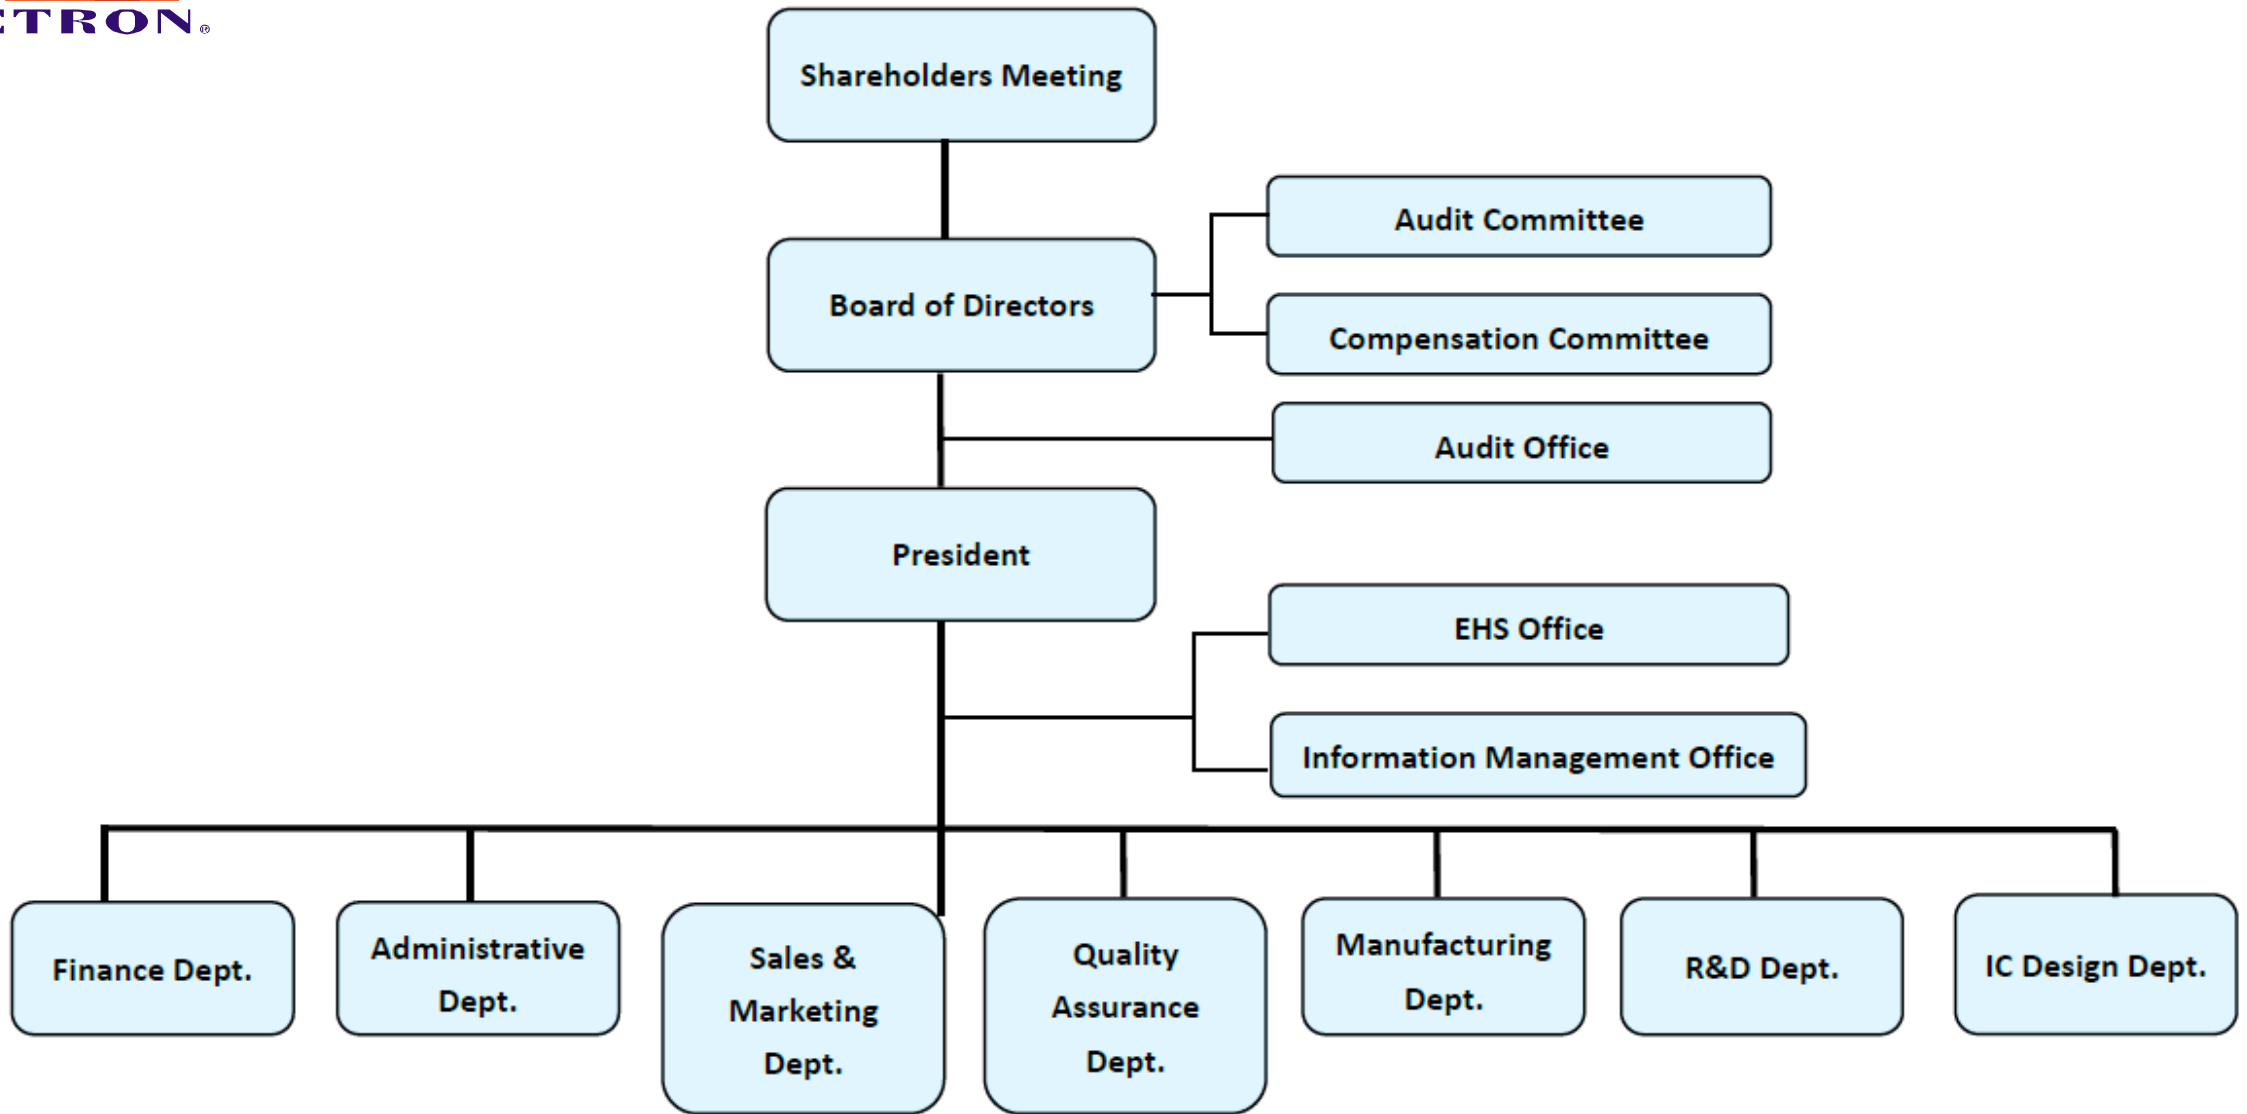 TRON®
Shareholders Meeting
Audit Committee
Board of Directors
Compensation Committee
Audit Office
President
EHS Office
Information Management Office
Finance Dept.
Administrative
Dept.
Sales &
Marketing
Dept.
Quality
Assurance
Dept.
Manufacturing
Dept.
R&D Dept.
IC Design Dept.